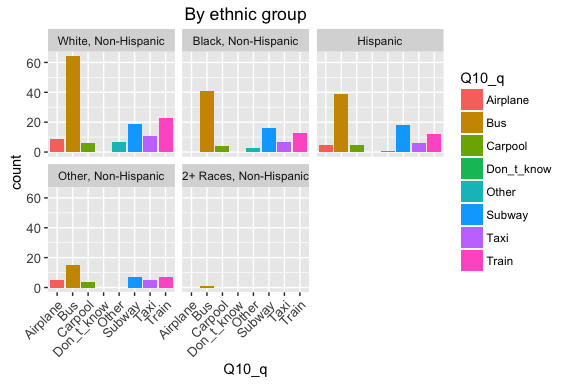 By ethnic group
White, Non-Hispanic
Black, Non-Hispanic
Hispanic
60
40
20
0
Other, Non-Hispanic
2+ Races, Non-Hispanic
60
40
20
0
count
Airplane
Bus
Carpool
Don_t_know
Other
Subway
Taxi
Train
Airplane
Bus
Carpool
Don_t_know
Other
Subway
Taxi
Train
Q10_q
Q10_q
Airplane
Bus
Carpool
Don_t_know
Other
Subway
Taxi
Train